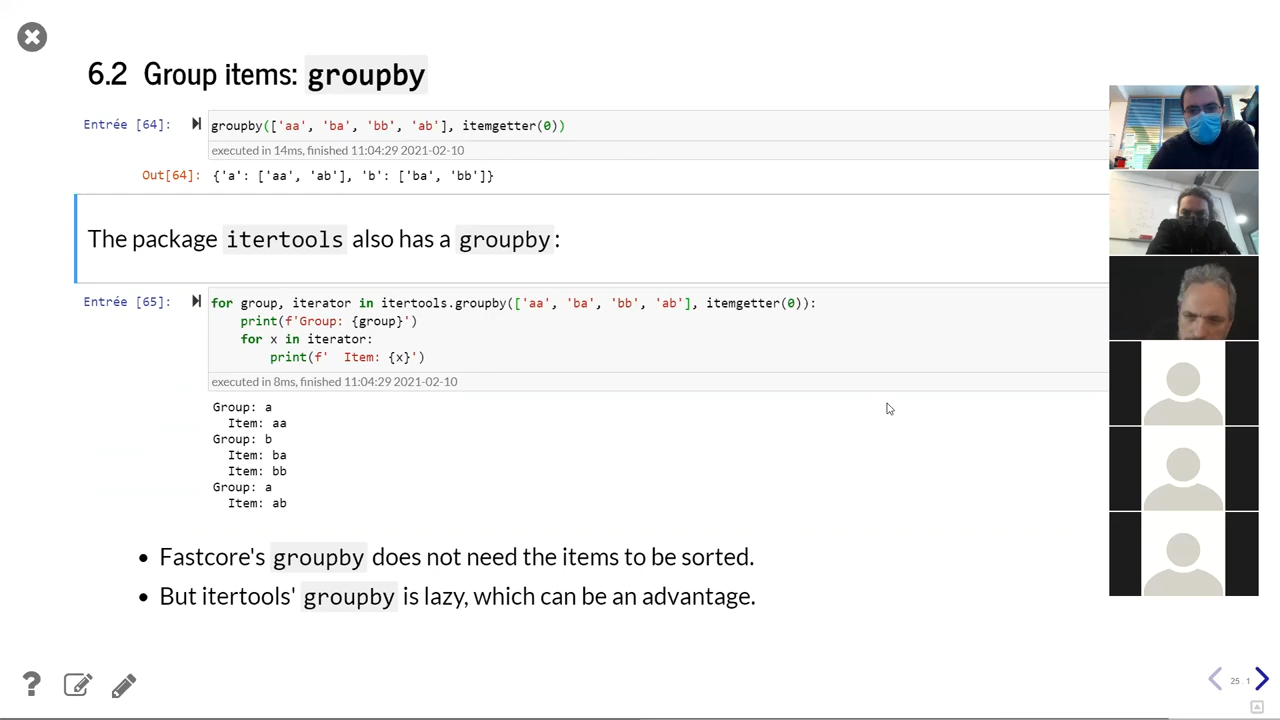 6.2 Group items: groupby
Entrée [64]: groupby(['aa', 'ba', 'bb', 'ab'], itemgetter(0))
executed in 14ms, finished 11:04:29 2021-02-10
Out[64]: {'a': ['aa', 'ab'], 'b': ['ba', 'bb']}
The package itertools also has a groupby:
Entrée [65]: for group, iterator in itertools.groupby(['aa', 'ba', 'bb', 'ab'], itemgetter(0)):
    print(f'Group: {group}')
    for x in iterator:
        print(f'  Item: {x}')
executed in 8ms, finished 11:04:29 2021-02-10
Group: a
  Item: aa
Group: b
  Item: ba
  Item: bb
Group: a
  Item: ab
• Fastcore's groupby does not need the items to be sorted.
• But itertools' groupby is lazy, which can be an advantage.
?
25.1